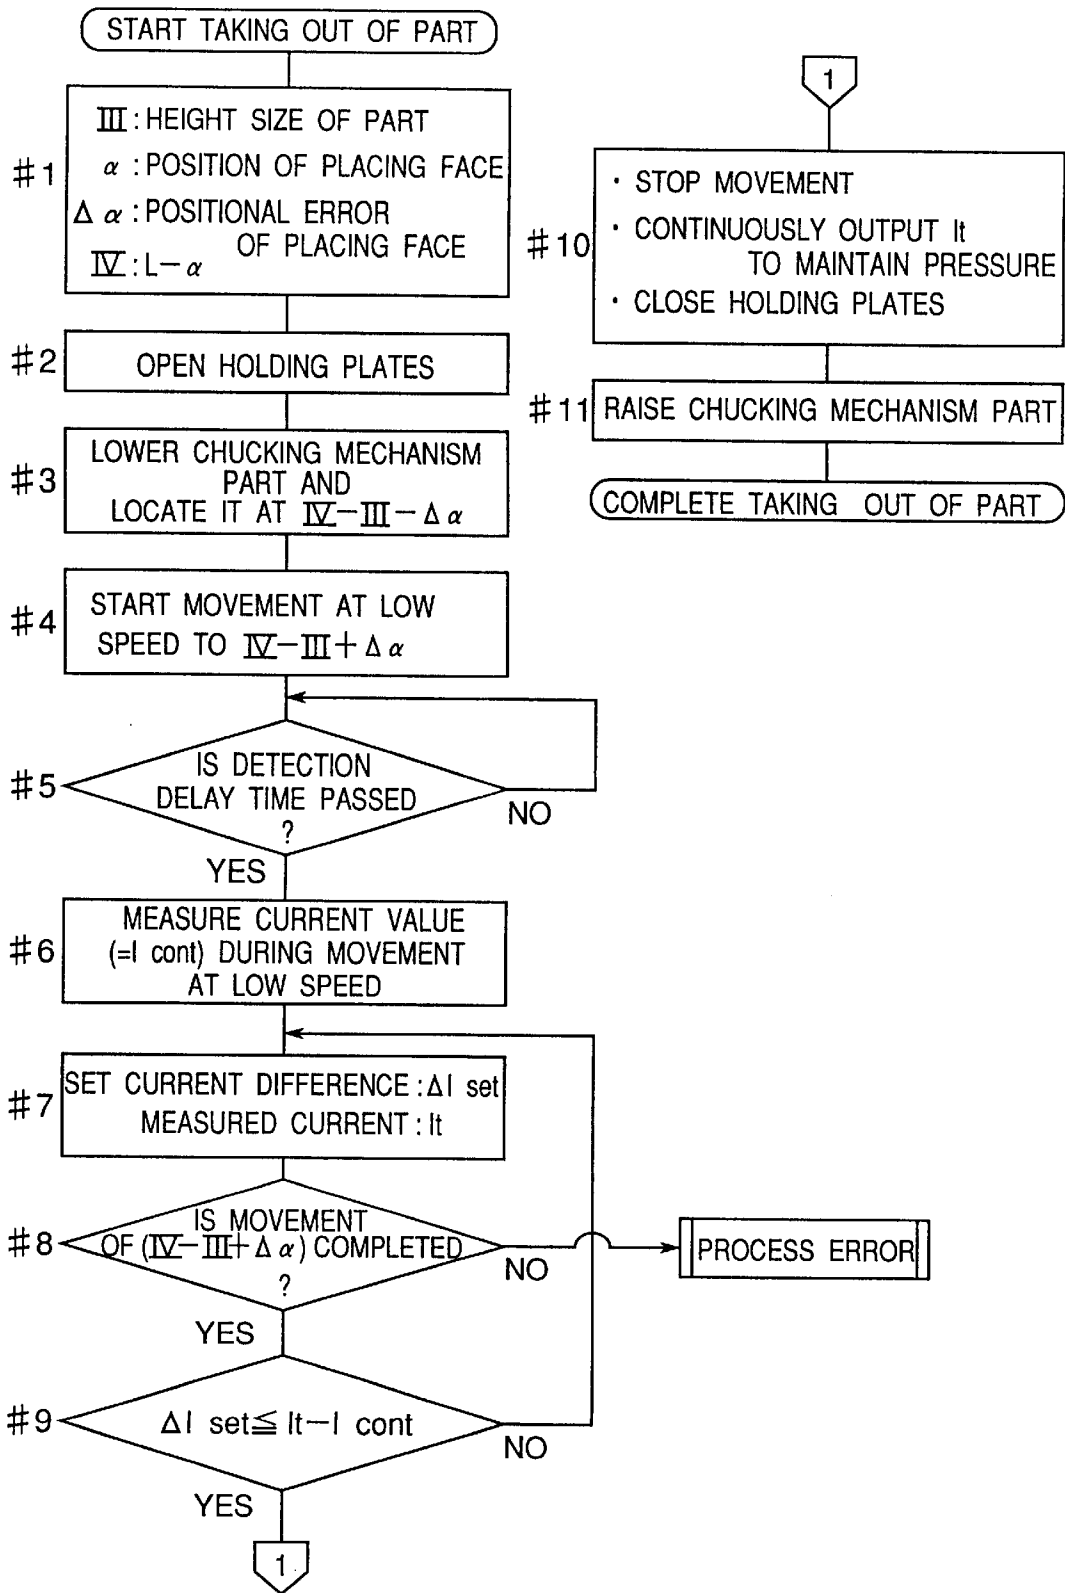 START TAKING OUT OF PART
#1
Ⅲ : HEIGHT SIZE OF PART
α : POSITION OF PLACING FACE
Δα : POSITIONAL ERROR
OF PLACING FACE
Ⅳ : L-α
#2
OPEN HOLDING PLATES
#3
LOWER CHUCKING MECHANISM
PART AND
LOCATE IT AT Ⅳ-Ⅲ-Δα
#4
START MOVEMENT AT LOW
SPEED TO Ⅳ-Ⅲ+Δα
#5
IS DETECTION
DELAY TIME PASSED
?
NO
YES
#6
MEASURE CURRENT VALUE
(=I cont) DURING MOVEMENT
AT LOW SPEED
#7
SET CURRENT DIFFERENCE : ΔI set
MEASURED CURRENT : It
#8
IS MOVEMENT
OF (Ⅳ-Ⅲ+Δα) COMPLETED
?
NO
PROCESS ERROR
YES
#9
ΔI set≦It-I cont
NO
YES
1
1
#10
· STOP MOVEMENT
· CONTINUOUSLY OUTPUT It
TO MAINTAIN PRESSURE
· CLOSE HOLDING PLATES
#11
RAISE CHUCKING MECHANISM PART
COMPLETE TAKING OUT OF PART